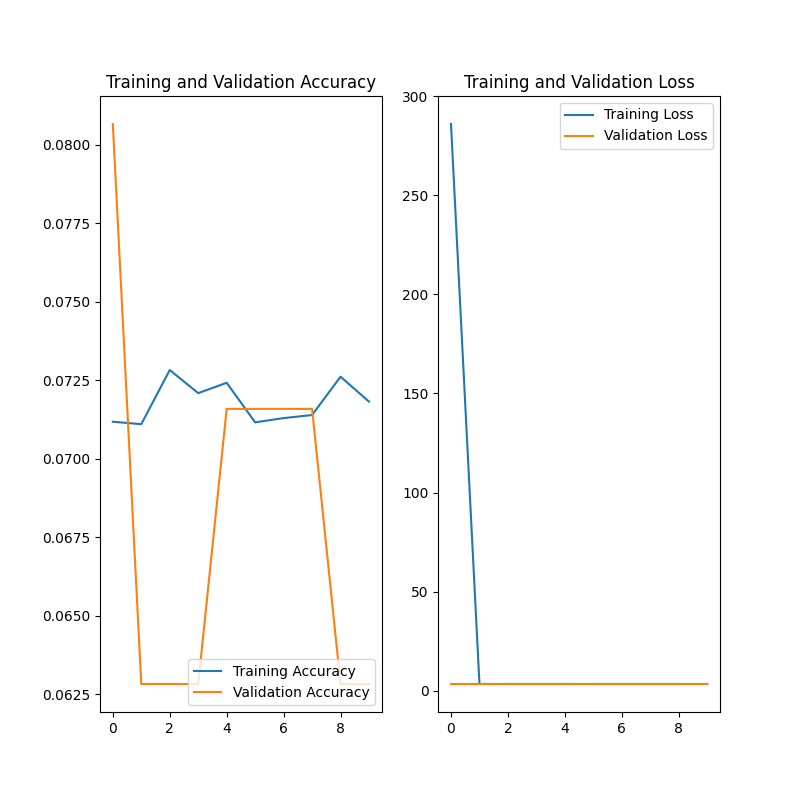 Training and Validation Accuracy
0.0800
0.0775
0.0750
0.0725
0.0700
0.0675
0.0650
0.0625
0 2 4 6 8
Training Accuracy
Validation Accuracy
Training and Validation Loss
300
250
200
150
100
50
0
0 2 4 6 8
Training Loss
Validation Loss